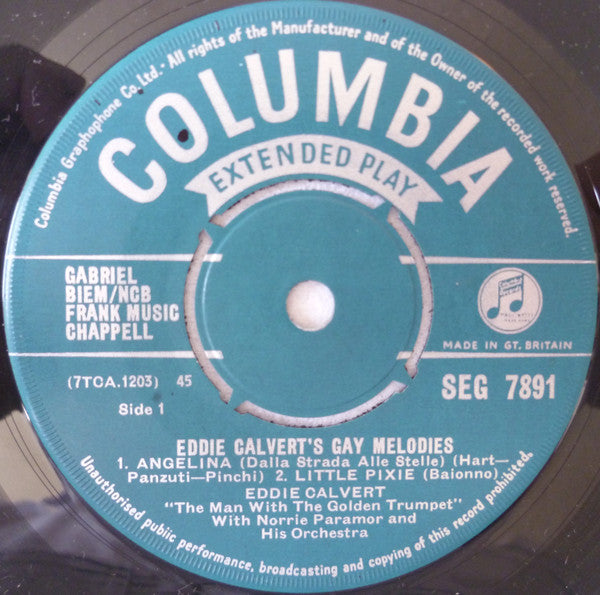 Columbia Graphophone Co. Ltd. · All rights of the Manufacturer and of the Owner of the recorded work reserved.
COLUMBIA
EXTENDED PLAY
GABRIEL
BIEM/NCB
FRANK MUSIC
CHAPPELL
MADE IN GT. BRITAIN
(7TCA.1203) 45
SEG 7891
Side 1
EDDIE CALVERT'S GAY MELODIES
1. ANGELINA (Dalla Strada Alle Stelle) (Hart—
Panzuti—Pinchi) 2. LITTLE PIXIE (Baionno)
EDDIE CALVERT
"The Man With The Golden Trumpet"
With Norrie Paramor and
His Orchestra
Unauthorised public performance, broadcasting and copying of this record prohibited.